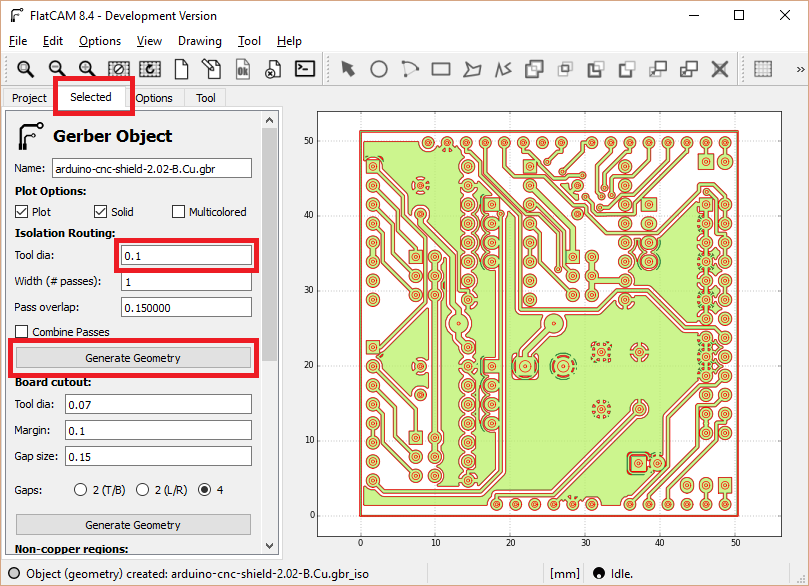 FlatCAM 8.4 - Development Version
File Edit Options View Drawing Tool Help
Ok
»
Project Selected Options Tool
Gerber Object
Name: arduino-cnc-shield-2.02-B.Cu.gbr
Plot Options:
Plot Solid Multicolored
Isolation Routing:
Tool dia: 0.1
Width (# passes): 1
Pass overlap: 0.150000
Combine Passes
Generate Geometry
Board cutout:
Tool dia: 0.07
Margin: 0.1
Gap size: 0.15
Gaps: 2 (T/B) 2 (L/R) 4
Generate Geometry
Non-copper regions:
50
40
30
20
10
0
0 10 20 30 40 50
Object (geometry) created: arduino-cnc-shield-2.02-B.Cu.gbr_iso [mm] Idle.